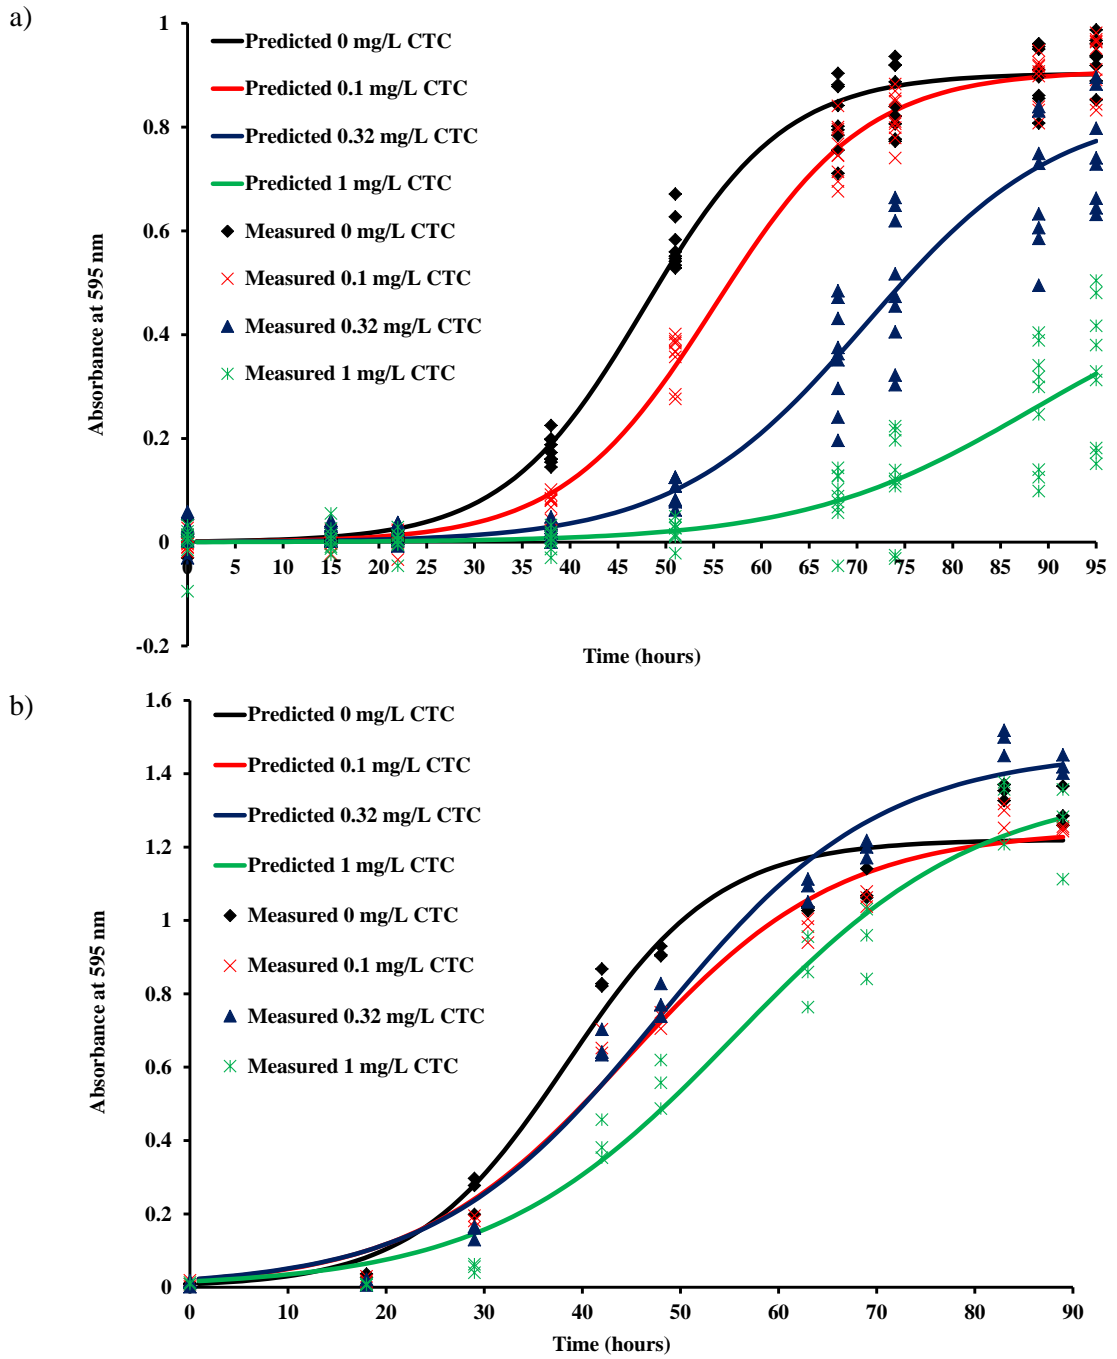 a)
1
Predicted 0 mg/L CTC
Predicted 0.1 mg/L CTC
0.8
Predicted 0.32 mg/L CTC
Predicted 1 mg/L CTC
0.6
Measured 0 mg/L CTC
Measured 0.1 mg/L CTC
0.4
Measured 0.32 mg/L CTC
Measured 1 mg/L CTC
0.2
0
-0.2
Absorbance at 595 nm
0 5 10 15 20 25 30 35 40 45 50 55 60 65 70 75 80 85 90 95
Time (hours)
b)
1.6
Predicted 0 mg/L CTC
1.4
Predicted 0.1 mg/L CTC
Predicted 0.32 mg/L CTC
1.2
Predicted 1 mg/L CTC
1
Measured 0 mg/L CTC
Measured 0.1 mg/L CTC
0.8
Measured 0.32 mg/L CTC
Measured 1 mg/L CTC
0.6
0.4
0.2
0
Absorbance at 595 nm
0 10 20 30 40 50 60 70 80 90
Time (hours)